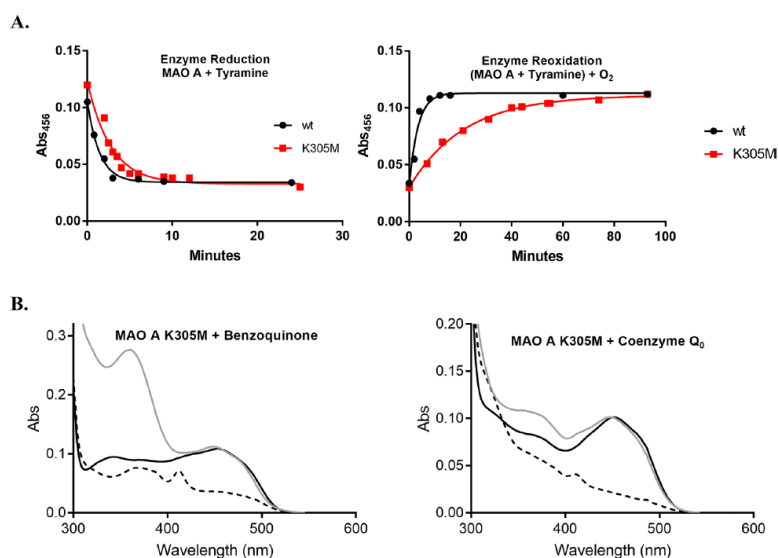 A.
Enzyme Reduction
MAO A + Tyramine
wt
K305M
Abs456
0.15
0.10
0.05
0.00
0 10 20 30
Minutes
Enzyme Reoxidation
(MAO A + Tyramine) + O2
wt
K305M
Abs456
0.15
0.10
0.05
0.00
0 20 40 60 80 100
Minutes
B.
MAO A K305M + Benzoquinone
Abs
0.3
0.2
0.1
0.0
300 400 500 600
Wavelength (nm)
MAO A K305M + Coenzyme Q0
Abs
0.20
0.15
0.10
0.05
0.00
300 400 500 600
Wavelength (nm)